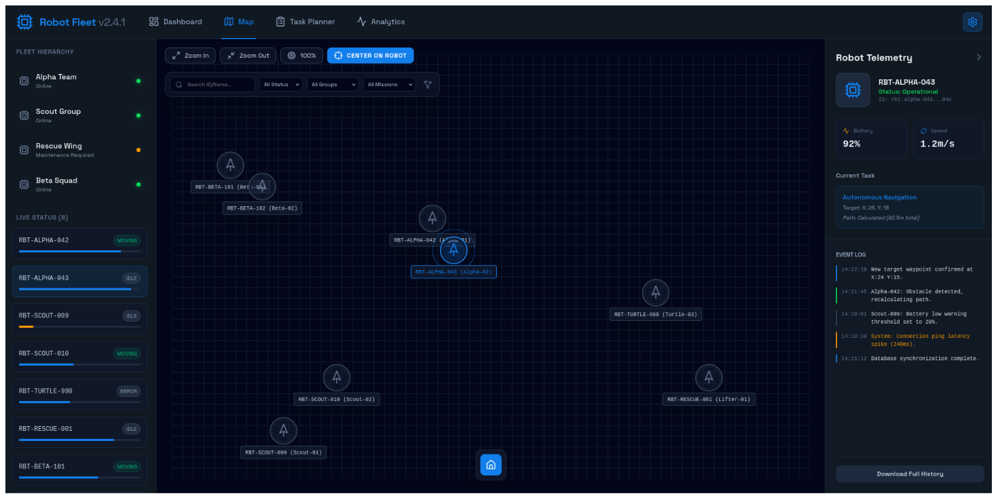 Robot Fleet v2.4.1
Dashboard
Map
Task Planner
Analytics
FLEET HIERARCHY
Alpha Team
Online
Scout Group
Online
Rescue Wing
Maintenance Required
Beta Squad
Online
LIVE STATUS (8)
RBT-ALPHA-042 MOVING
RBT-ALPHA-043 IDLE
RBT-SCOUT-009 IDLE
RBT-SCOUT-010 MOVING
RBT-TURTLE-990 ERROR
RBT-RESCUE-001 IDLE
RBT-BETA-101 MOVING
Zoom In
Zoom Out
100%
CENTER ON ROBOT
Search ID/Name...
All Status
All Groups
All Missions
RBT-BETA-101
RBT-BETA-102 (Beta-02)
RBT-ALPHA-042
RBT-ALPHA-043 (Alpha-02)
RBT-TURTLE-990 (Turtle-03)
RBT-SCOUT-010 (Scout-02)
RBT-RESCUE-001 (Lifter-01)
RBT-SCOUT-009 (Scout-01)
Robot Telemetry
RBT-ALPHA-043
Status: Operational
ID: rbt-alpha-043...04c
Battery
92%
Speed
1.2m/s
Current Task
Autonomous Navigation
Target: X: 26, Y: 18
Path: Calculated (42.5m total)
EVENT LOG
14:22:10 New target waypoint confirmed at
X:24 Y:15.
14:21:45 Alpha-042: Obstacle detected,
recalculating path.
14:20:02 Scout-009: Battery low warning
threshold set to 20%.
14:18:30 System: Connection ping latency
spike (240ms).
14:15:12 Database synchronization complete.
Download Full History